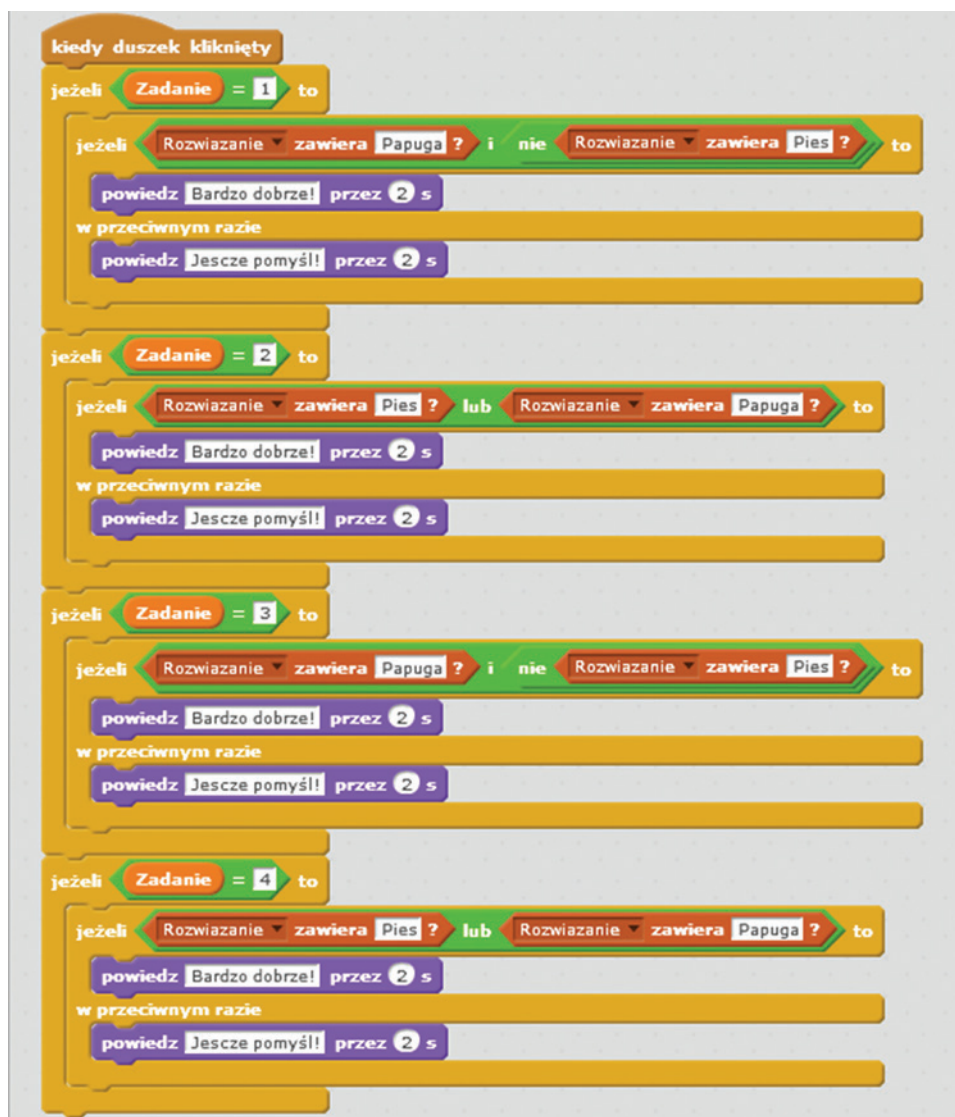 kiedy duszek kliknięty
jeżeli Zadanie = 1 to
jeżeli Rozwiazanie zawiera Papuga ? i nie Rozwiazanie zawiera Pies ? to
powiedz Bardzo dobrze! przez 2 s
w przeciwnym razie
powiedz Jescze pomyśl! przez 2 s
jeżeli Zadanie = 2 to
jeżeli Rozwiazanie zawiera Pies ? lub Rozwiazanie zawiera Papuga ? to
powiedz Bardzo dobrze! przez 2 s
w przeciwnym razie
powiedz Jescze pomyśl! przez 2 s
jeżeli Zadanie = 3 to
jeżeli Rozwiazanie zawiera Papuga ? i nie Rozwiazanie zawiera Pies ? to
powiedz Bardzo dobrze! przez 2 s
w przeciwnym razie
powiedz Jescze pomyśl! przez 2 s
jeżeli Zadanie = 4 to
jeżeli Rozwiazanie zawiera Pies ? lub Rozwiazanie zawiera Papuga ? to
powiedz Bardzo dobrze! przez 2 s
w przeciwnym razie
powiedz Jescze pomyśl! przez 2 s